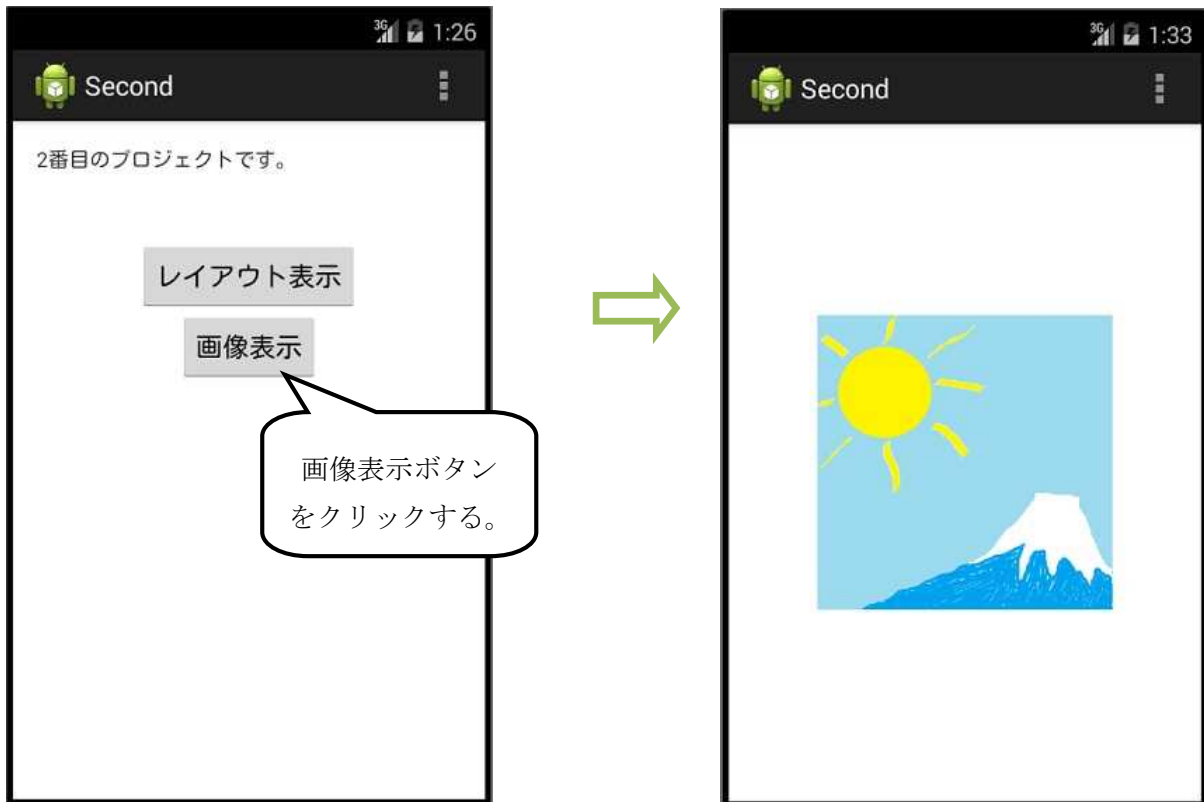 3G 1:26
Second
2番目のプロジェクトです。
レイアウト表示
画像表示
画像表示ボタン
をクリックする。
3G 1:33
Second